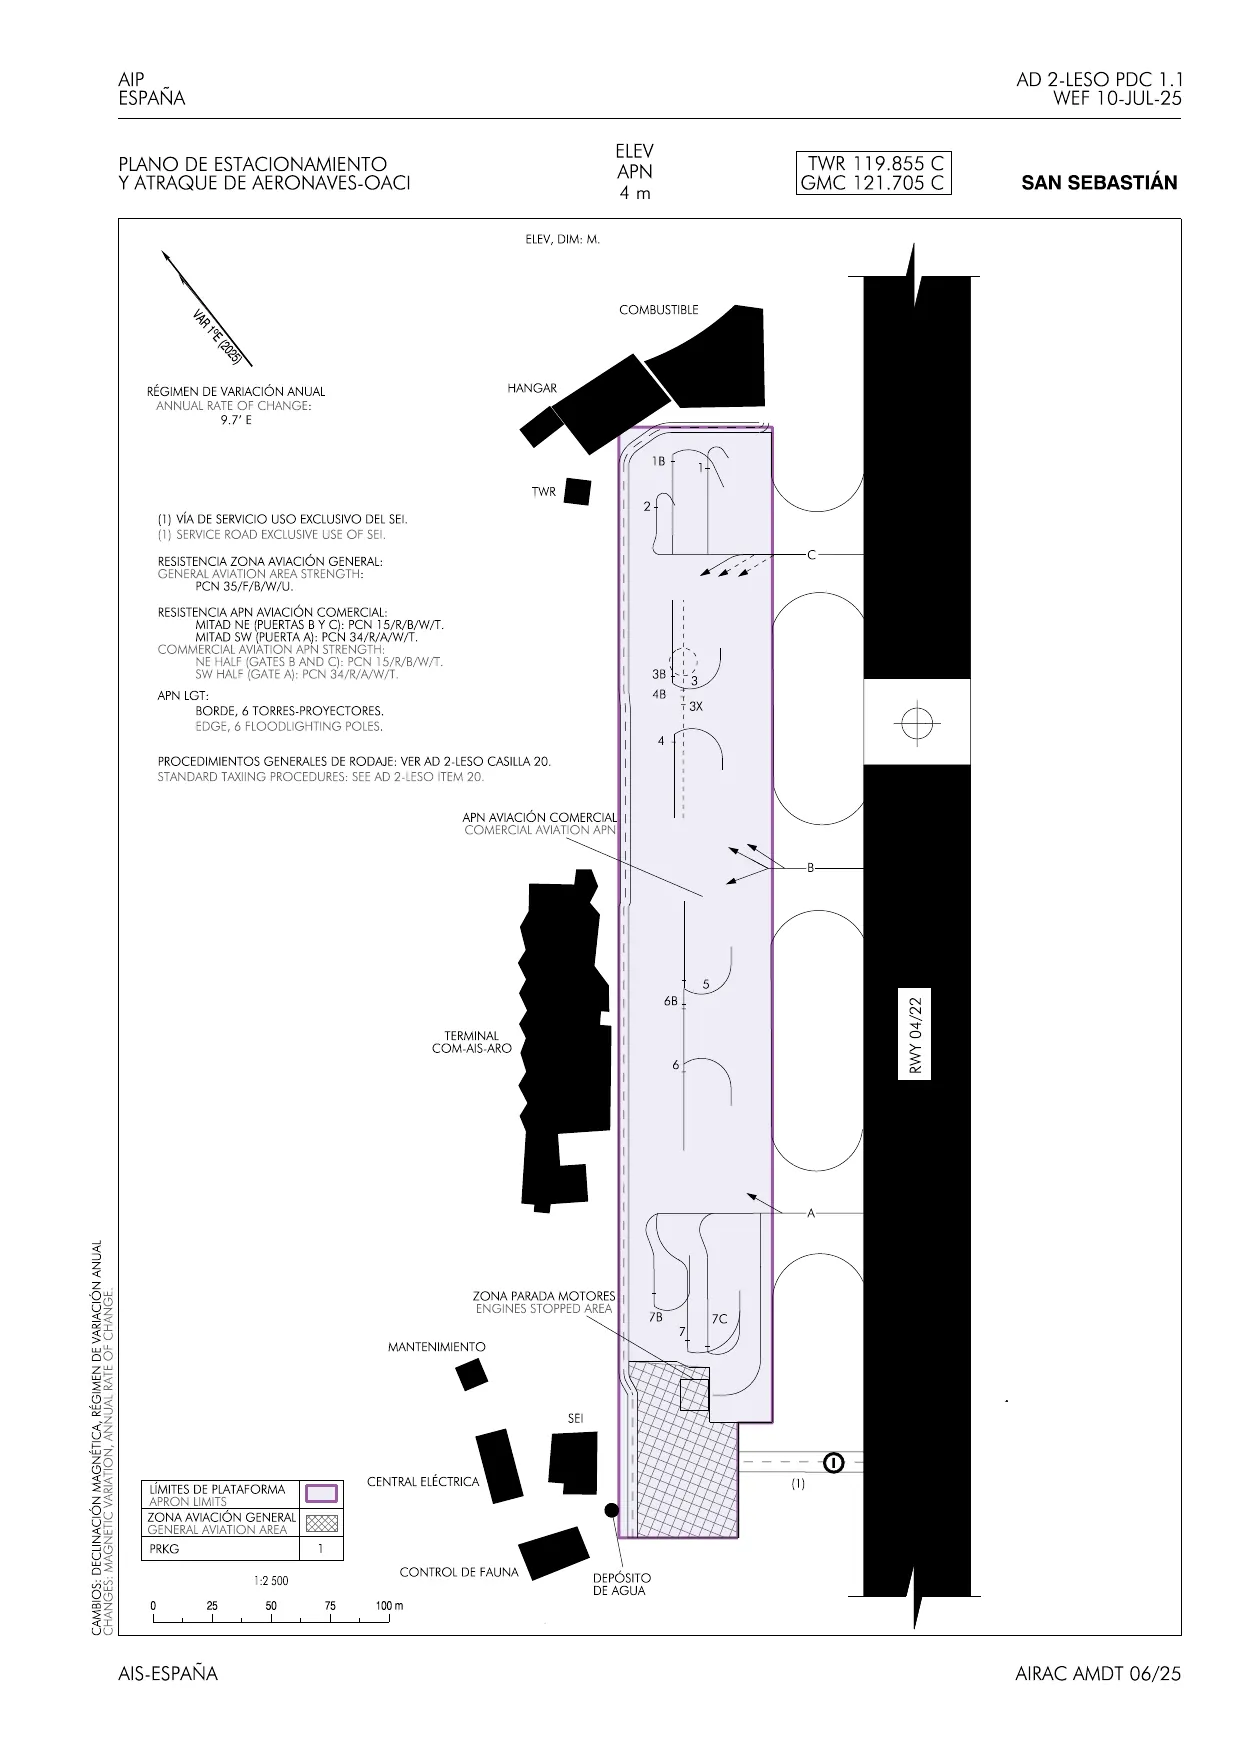 AIP
ESPAÑA
AD 2-LESO PDC 1.1
WEF 10-JUL-25
PLANO DE ESTACIONAMIENTO
Y ATRAQUE DE AERONAVES-OACI
ELEV
APN
4 m
TWR 119.855 C
GMC 121.705 C
SAN SEBASTIÁN
ELEV, DIM: M.
VAR 1ºE (2025)
RÉGIMEN DE VARIACIÓN ANUAL
ANNUAL RATE OF CHANGE:
9.7' E
COMBUSTIBLE
HANGAR
TWR
1B
1
2
C
(1) VÍA DE SERVICIO USO EXCLUSIVO DEL SEI.
(1) SERVICE ROAD EXCLUSIVE USE OF SEI.
RESISTENCIA ZONA AVIACIÓN GENERAL:
GENERAL AVIATION AREA STRENGTH:
PCN 35/F/B/W/U.
RESISTENCIA APN AVIACIÓN COMERCIAL:
MITAD NE (PUERTAS B Y C): PCN 15/R/B/W/T.
MITAD SW (PUERTA A): PCN 34/R/A/W/T.
COMMERCIAL AVIATION APN STRENGTH:
NE HALF (GATES B AND C): PCN 15/R/B/W/T.
SW HALF (GATE A): PCN 34/R/A/W/T.
APN LGT:
BORDE, 6 TORRES-PROYECTORES.
EDGE, 6 FLOODLIGHTING POLES.
PROCEDIMIENTOS GENERALES DE RODAJE: VER AD 2-LESO CASILLA 20.
STANDARD TAXIING PROCEDURES: SEE AD 2-LESO ITEM 20.
3B
3
4B
3X
4
APN AVIACIÓN COMERCIAL
COMERCIAL AVIATION APN
B
5
6B
6
RWY 04/22
TERMINAL
COM-AIS-ARO
A
ZONA PARADA MOTORES
ENGINES STOPPED AREA
7B
7
7C
MANTENIMIENTO
SEI
CENTRAL ELÉCTRICA
(1)
CONTROL DE FAUNA
DEPÓSITO
DE AGUA
LÍMITES DE PLATAFORMA
APRON LIMITS
ZONA AVIACIÓN GENERAL
GENERAL AVIATION AREA
PRKG 1
1:2 500
0 25 50 75 100 m
CAMBIOS: DECLINACIÓN MAGNÉTICA, RÉGIMEN DE VARIACIÓN ANUAL
CHANGES: MAGNETIC VARIATION, ANNUAL RATE OF CHANGE.
AIS-ESPAÑA
AIRAC AMDT 06/25